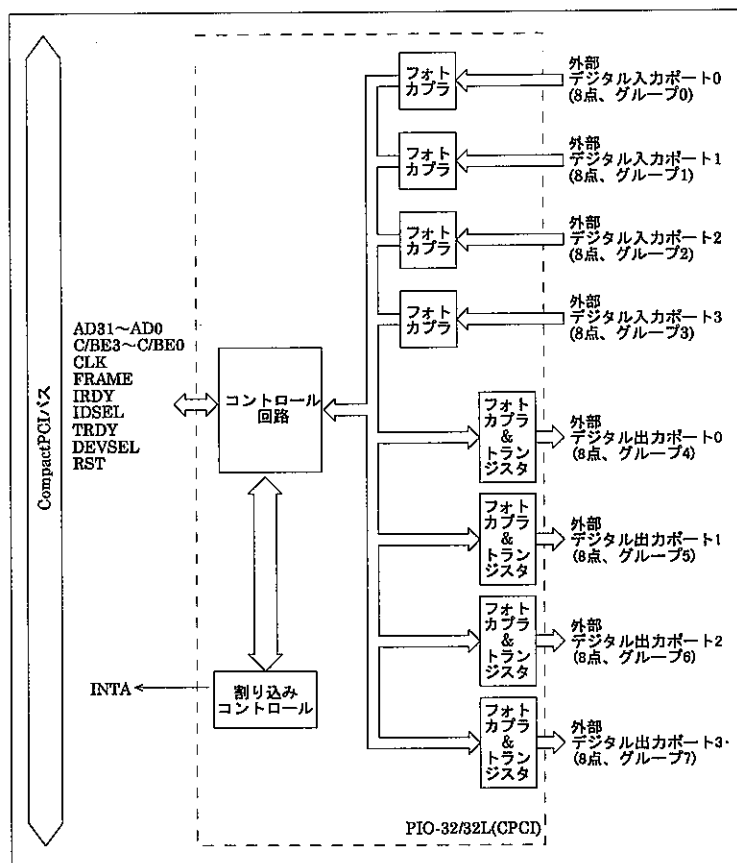 CompactPCIバス
AD31～AD0
C/BE3～C/BE0
CLK
FRAME
IRDY
IDSEL
TRDY
DEVSEL
RST
INTA
コントロール
回路
割り込み
コントロール
フォト
カプラ
外部
デジタル入力ポート0
(8点、グループ0)
フォト
カプラ
外部
デジタル入力ポート1
(8点、グループ1)
フォト
カプラ
外部
デジタル入力ポート2
(8点、グループ2)
フォト
カプラ
外部
デジタル入力ポート3
(8点、グループ3)
フォト
カプラ
&
トラン
ジスタ
外部
デジタル出力ポート0
(8点、グループ4)
フォト
カプラ
&
トラン
ジスタ
外部
デジタル出力ポート1
(8点、グループ5)
フォト
カプラ
&
トラン
ジスタ
外部
デジタル出力ポート2
(8点、グループ6)
フォト
カプラ
&
トラン
ジスタ
外部
デジタル出力ポート3
(8点、グループ7)
PIO-32/32L(CPCI)